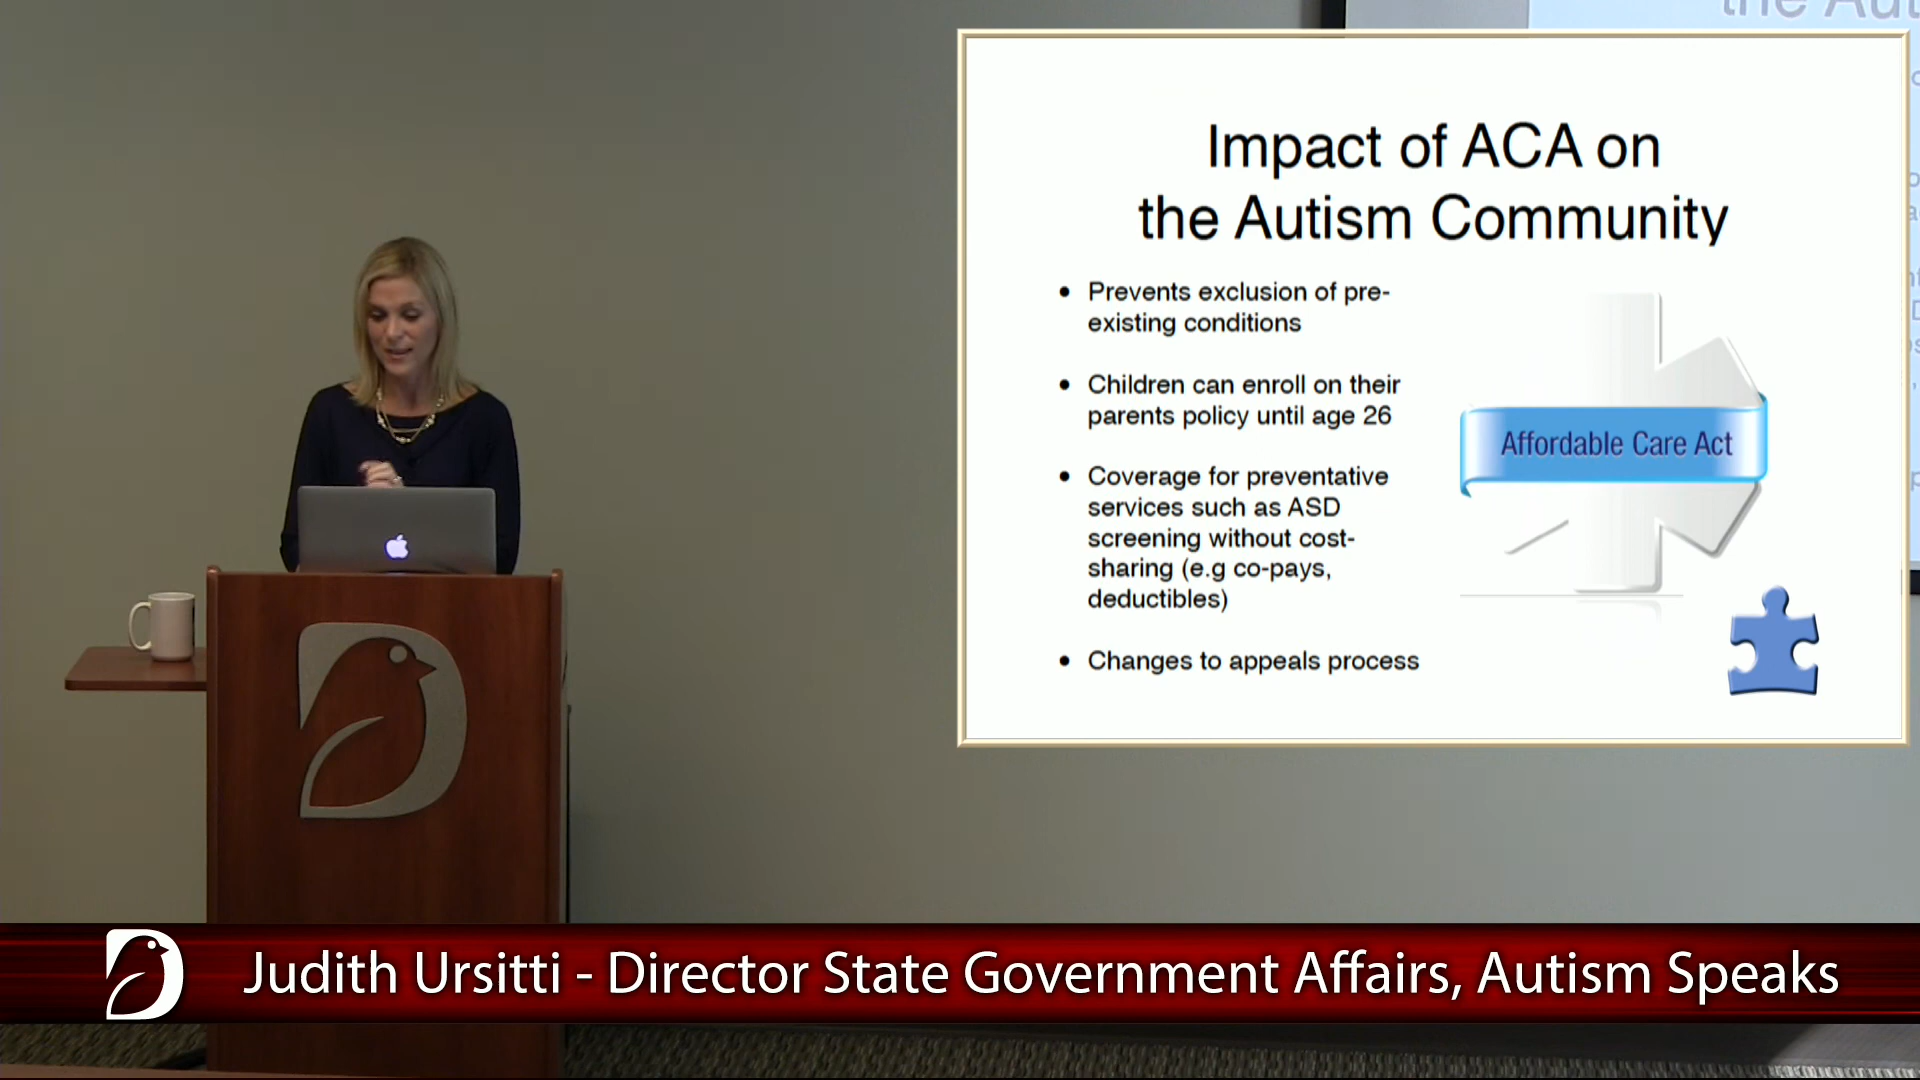 Impact of ACA on
the Autism Community
• Prevents exclusion of pre-
existing conditions
• Children can enroll on their
parents policy until age 26
• Coverage for preventative
services such as ASD
screening without cost-
sharing (e.g co-pays,
deductibles)
• Changes to appeals process
Affordable Care Act
the Aut
Judith Ursitti - Director State Government Affairs, Autism Speaks